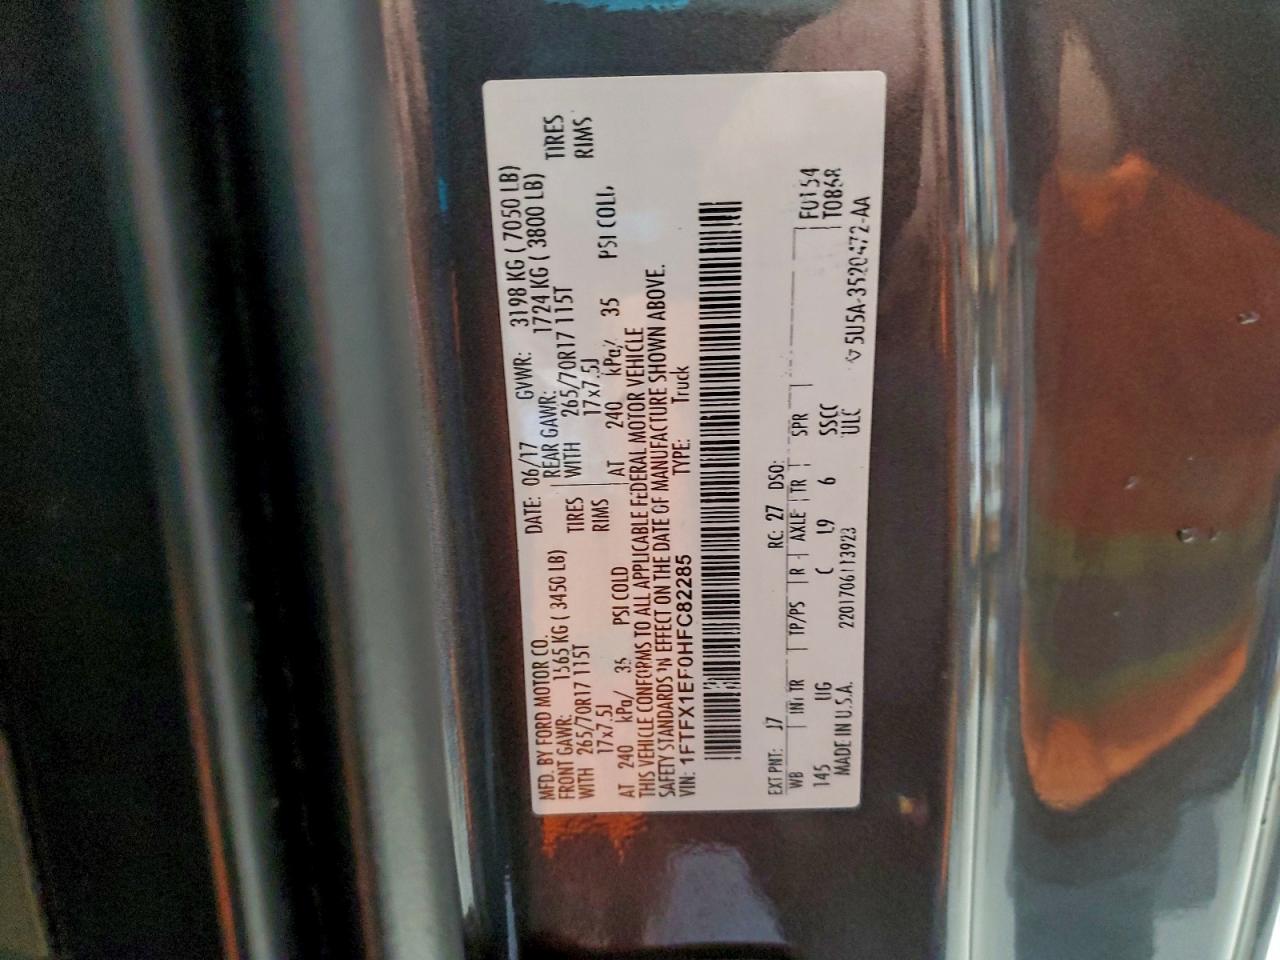 MFD. BY FORD MOTOR CO.
DATE: 06/17 GVWR: 3198 KG ( 7050 LB)
FRONT GAWR: 1565 KG ( 3450 LB) REAR GAWR: 1724 KG ( 3800 LB)
WITH 265/70R17 115T TIRES WITH 265/70R17 115T TIRES
17x7.5J RIMS 17x7.5J RIMS
AT 240 kPa/ 35 PSI COLD AT 240 kPa/ 35 PSI COLD
THIS VEHICLE CONFORMS TO ALL APPLICABLE FEDERAL MOTOR VEHICLE
SAFETY STANDARDS IN EFFECT ON THE DATE OF MANUFACTURE SHOWN ABOVE.
VIN: 1FTFX1EF0HFC82285 TYPE: Truck
EXT PNT: J7 RC: 27 DSO: F0154
WB INT TR TP/PS R AXLE TR SPR T0868
145 UG C L9 6 SSCC
ULC
MADE IN U.S.A. 2201706113923 5U5A-3520472-AA